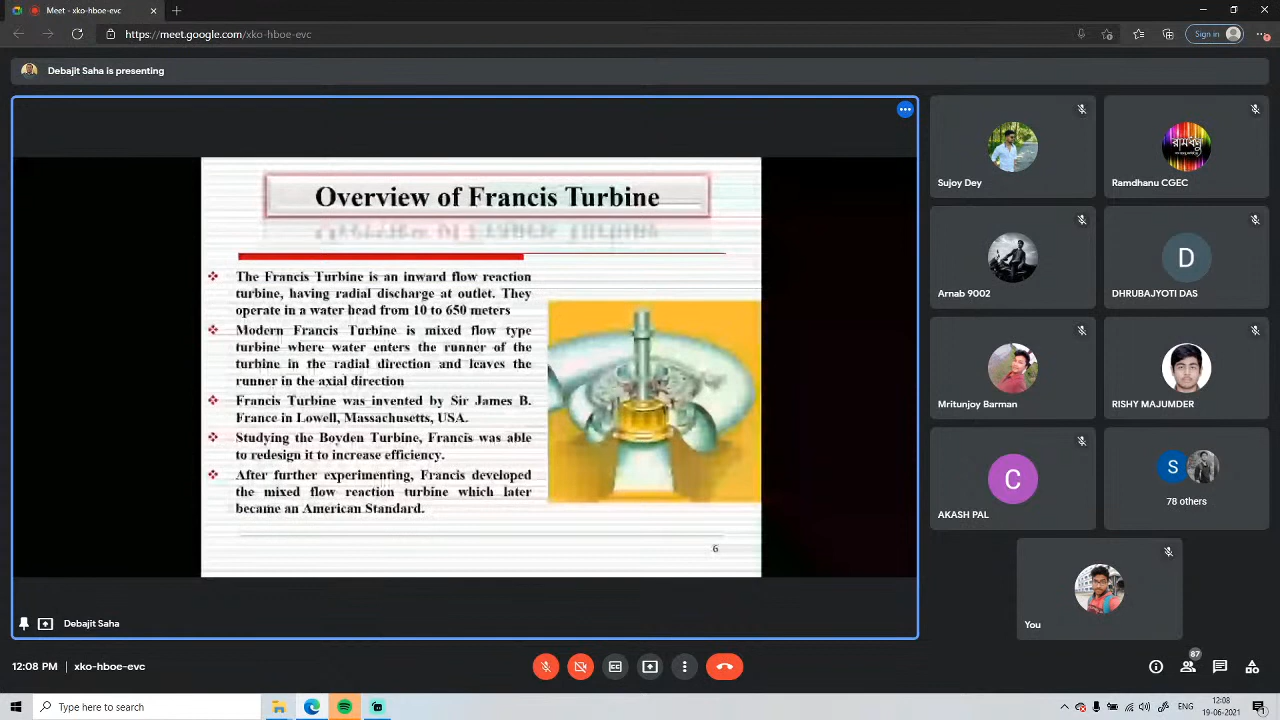 Meet - xko-hboe-evc
https://meet.google.com/xko-hboe-evc
Sign in
Debajit Saha is presenting
Overview of Francis Turbine
The Francis Turbine is an inward flow reaction
turbine, having radial discharge at outlet. They
operate in a water head from 10 to 650 meters
Modern Francis Turbine is mixed flow type
turbine where water enters the runner of the
turbine in the radial direction and leaves the
runner in the axial direction
Francis Turbine was invented by Sir James B.
France in Lowell, Massachusetts, USA.
Studying the Boyden Turbine, Francis was able
to redesign it to increase efficiency.
After further experimenting, Francis developed
the mixed flow reaction turbine which later
became an American Standard.
6
Debajit Saha
Sujoy Dey
রামধনু
Ramdhanu CGEC
Arnab 9002
D
DHRUBAJYOTI DAS
Mritunjoy Barman
RISHY MAJUMDER
C
AKASH PAL
S
78 others
You
12:08 PM | xko-hboe-evc
87
Type here to search
ENG
12:08
19-06-2021